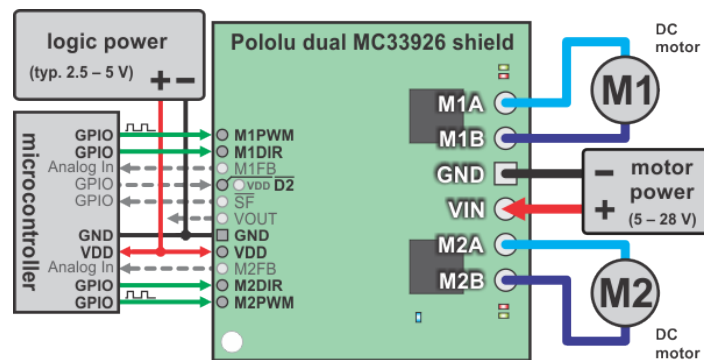 logic power
(typ. 2.5 – 5 V)
+ −
Pololu dual MC33926 shield
DC
motor
M1
microcontroller
GPIO
GPIO
Analog In
GPIO
GPIO
GND
VDD
Analog In
GPIO
GPIO
M1PWM
M1DIR
M1FB
VDD D2
SF
VOUT
GND
VDD
M2FB
M2DIR
M2PWM
M1A
M1B
GND
VIN
M2A
M2B
− motor
power
+ (5 – 28 V)
M2
DC
motor